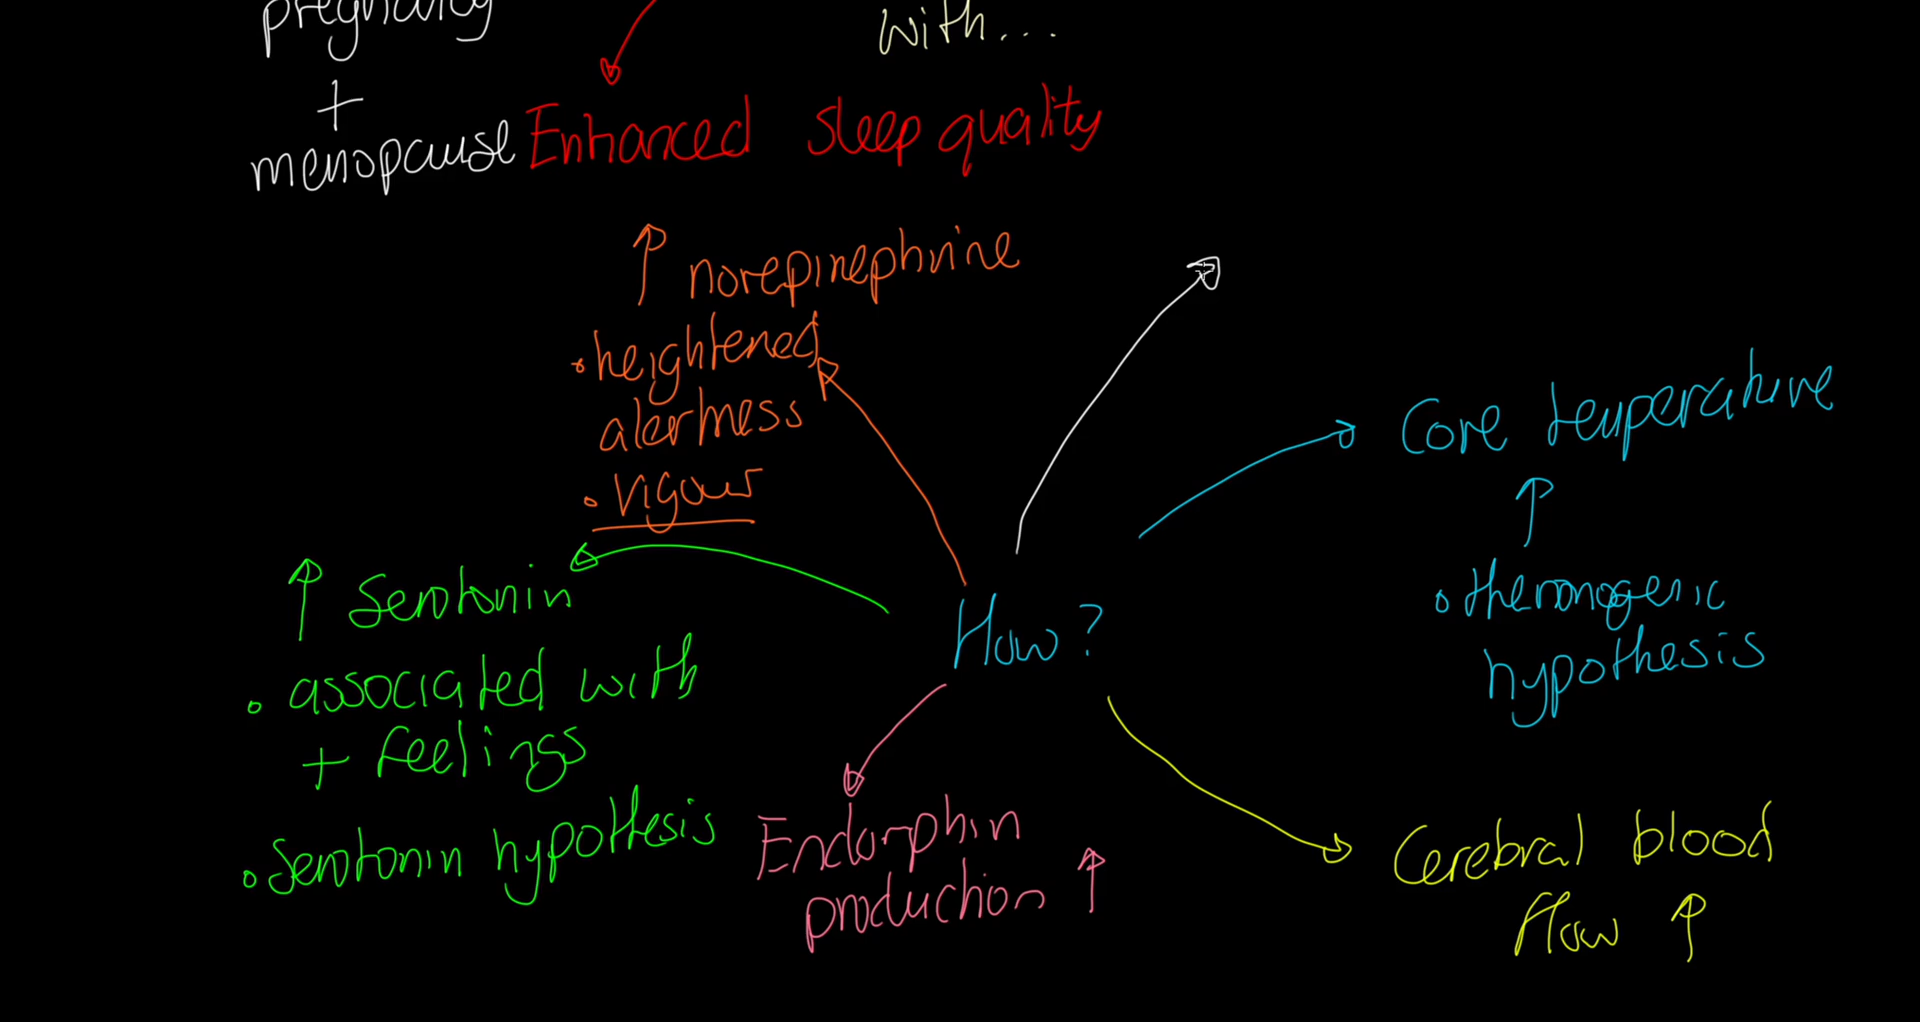 pregnancy
+
menopause
with...
Enhanced sleep quality
↑ norepinephrine
• heightened
alertness
• vigour
↑ Serotonin
• associated with
+ feelings
• Serotonin hypothesis
How?
Endorphin
production ↑
Core temperature
↑
• thermogenic
hypothesis
Cerebral blood
flow ↑